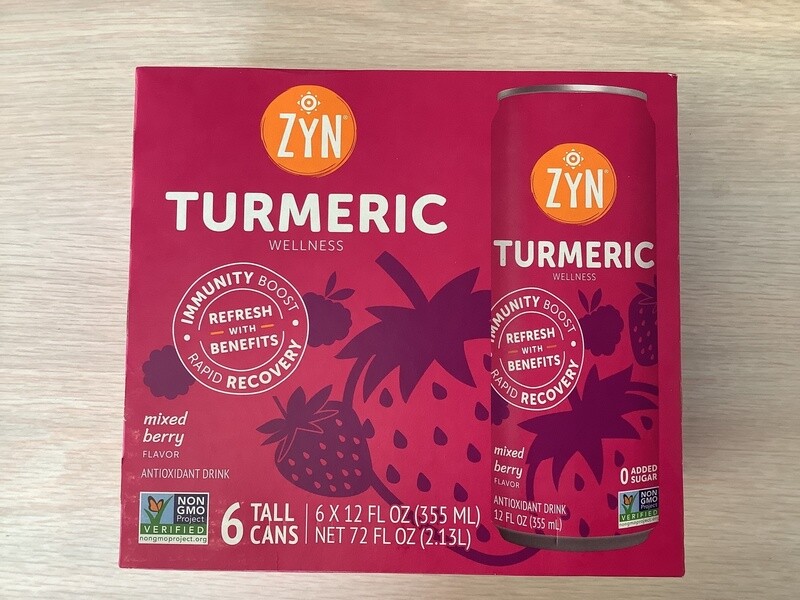 ZYN®
TURMERIC
WELLNESS
IMMUNITY BOOST
REFRESH
WITH
BENEFITS
RAPID RECOVERY
mixed
berry
FLAVOR
ANTIOXIDANT DRINK
NON
GMO
Project
VERIFIED
nongmoproject.org
6 TALL
CANS
6 X 12 FL OZ (355 ML)
NET 72 FL OZ (2.13L)
ZYN®
TURMERIC
WELLNESS
IMMUNITY BOOST
REFRESH
WITH
BENEFITS
RAPID RECOVERY
mixed
berry
FLAVOR
ANTIOXIDANT DRINK
12 FL OZ (355 mL)
0 ADDED
SUGAR
NON
GMO
Project
VERIFIED
nongmoproject.org